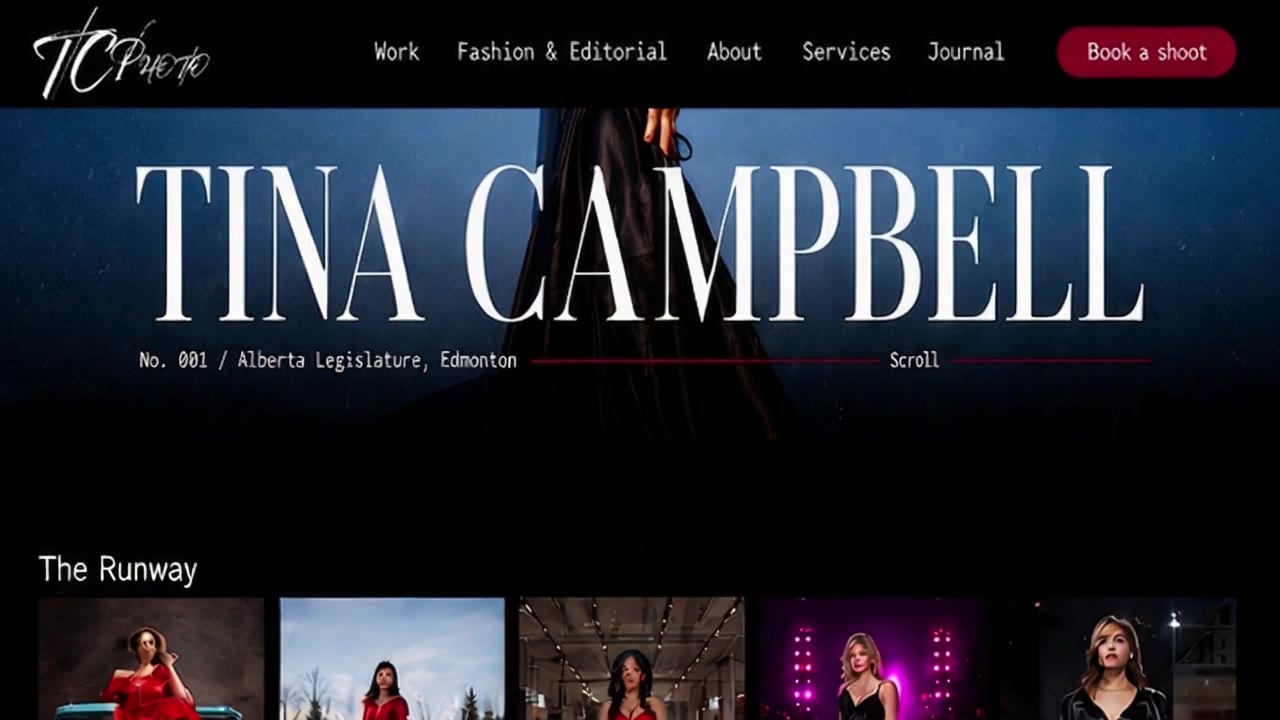 TCPHOTO
Work Fashion & Editorial About Services Journal Book a shoot
TINA CAMPBELL
No. 001 / Alberta Legislature, Edmonton Scroll
The Runway